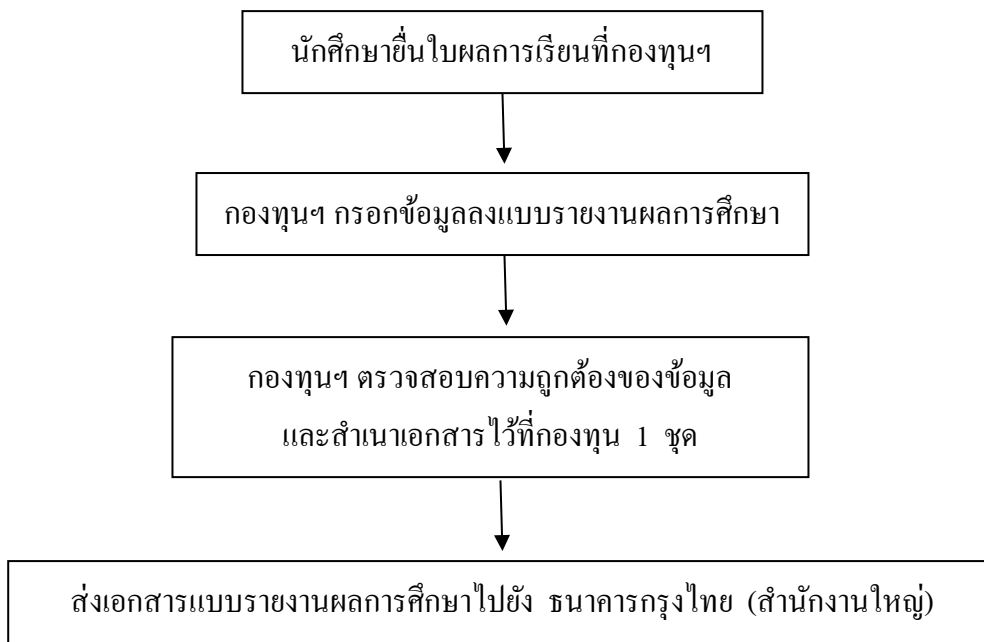 นักศึกษายื่นใบผลการเรียนที่กองทุนฯ
กองทุนฯ กรอกข้อมูลลงแบบรายงานผลการศึกษา
กองทุนฯ ตรวจสอบความถูกต้องของข้อมูล
และสำเนาเอกสารไว้ที่กองทุน 1 ชุด
ส่งเอกสารแบบรายงานผลการศึกษาไปยัง ธนาคารกรุงไทย (สำนักงานใหญ่)